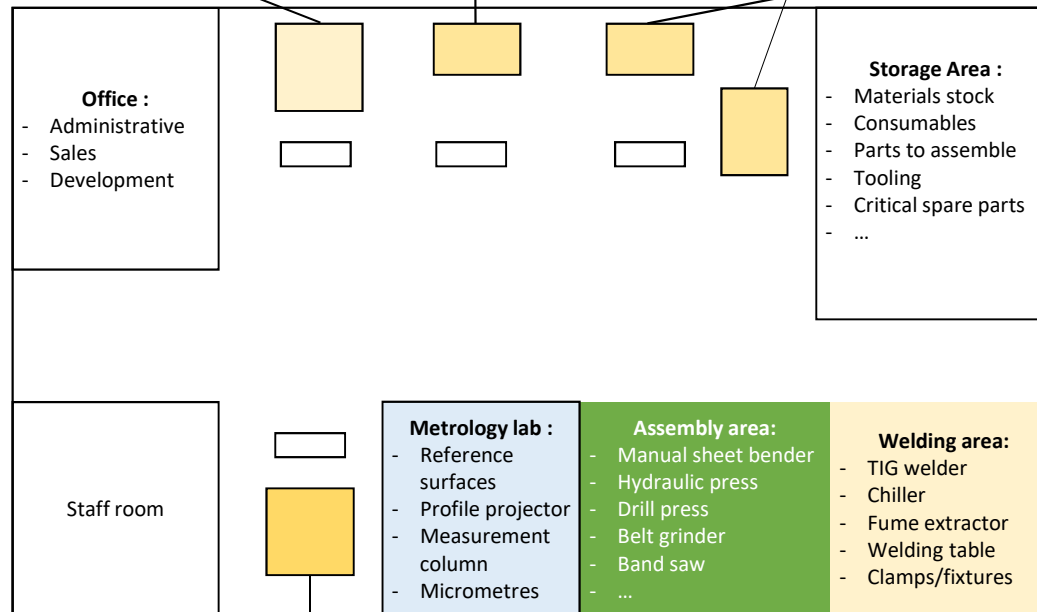 Office :
- Administrative
- Sales
- Development
Storage Area :
- Materials stock
- Consumables
- Parts to assemble
- Tooling
- Critical spare parts
- ...
Staff room
Metrology lab :
- Reference
surfaces
- Profile projector
- Measurement
column
- Micrometres
Assembly area:
- Manual sheet bender
- Hydraulic press
- Drill press
- Belt grinder
- Band saw
- ...
Welding area:
- TIG welder
- Chiller
- Fume extractor
- Welding table
- Clamps/fixtures